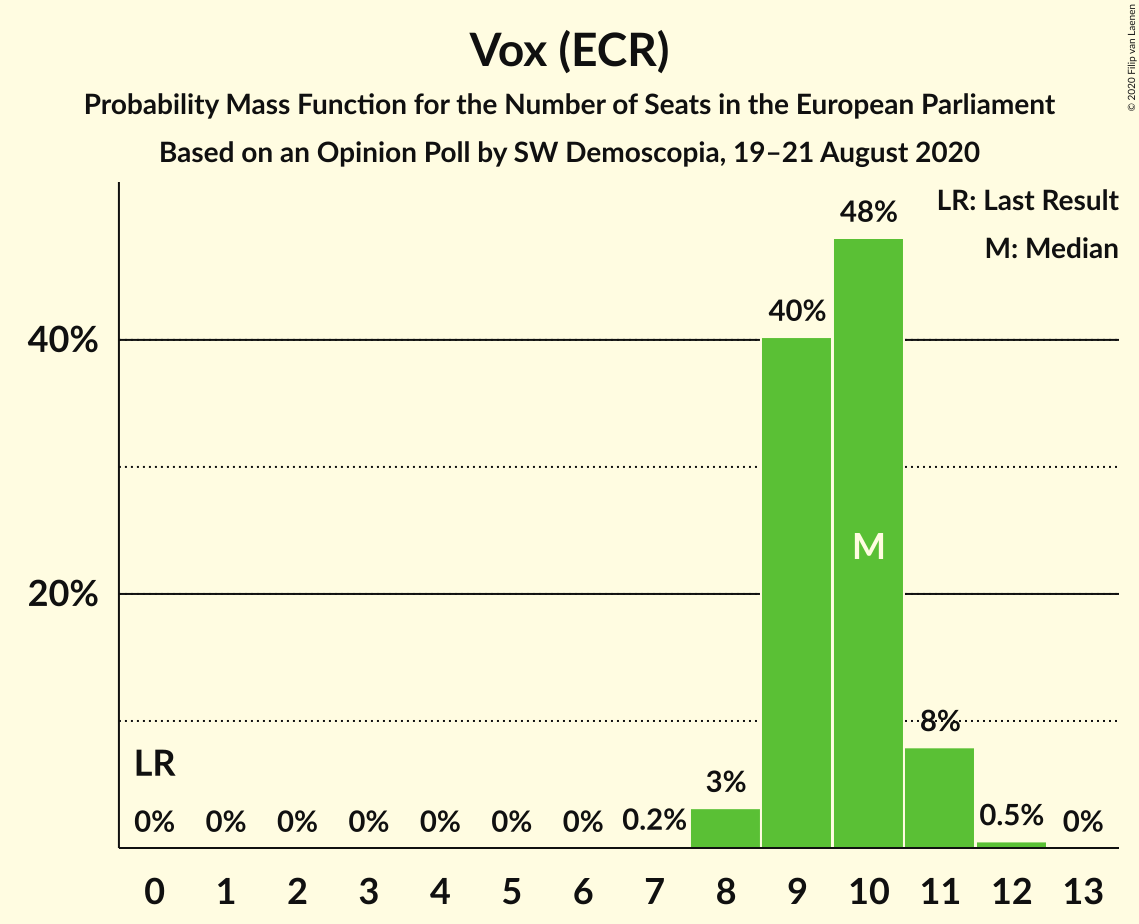 Vox (ECR)
Probability Mass Function for the Number of Seats in the European Parliament
Based on an Opinion Poll by SW Demoscopia, 19–21 August 2020
© 2020 Filip van Laenen
LR: Last Result
M: Median
48%
40%
40%
M
20%
8%
LR
3%
0% 0% 0% 0% 0% 0% 0% 0.2% 0.5% 0%
0 1 2 3 4 5 6 7 8 9 10 11 12 13